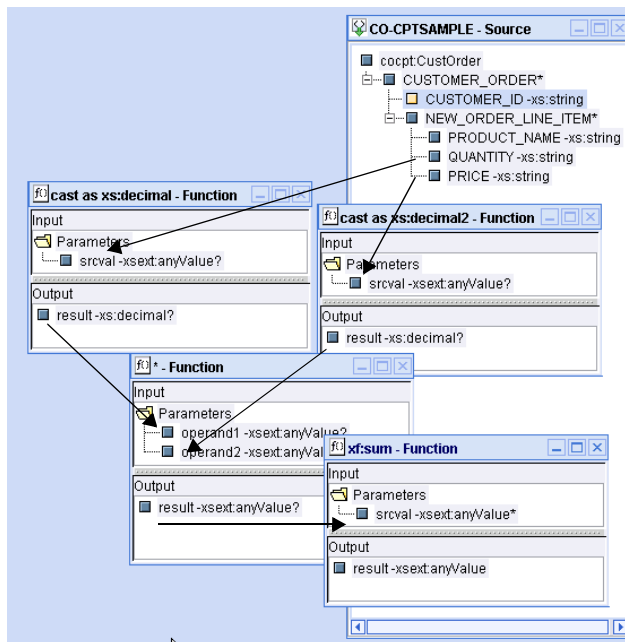 CO-CPTSAMPLE - Source
cocpt:CustOrder
CUSTOMER_ORDER*
CUSTOMER_ID -xs:string
NEW_ORDER_LINE_ITEM*
PRODUCT_NAME -xs:string
QUANTITY -xs:string
PRICE -xs:string
f() cast as xs:decimal - Function
Input
Parameters
srcval -xsext:anyValue?
Output
result -xs:decimal?
f() cast as xs:decimal2 - Function
Input
Parameters
srcval -xsext:anyValue?
Output
result -xs:decimal?
f() * - Function
Input
Parameters
operand1 -xsext:anyValue?
operand2 -xsext:anyVal
Output
result -xsext:anyValue?
f() xf:sum - Function
Input
Parameters
srcval -xsext:anyValue*
Output
result -xsext:anyValue